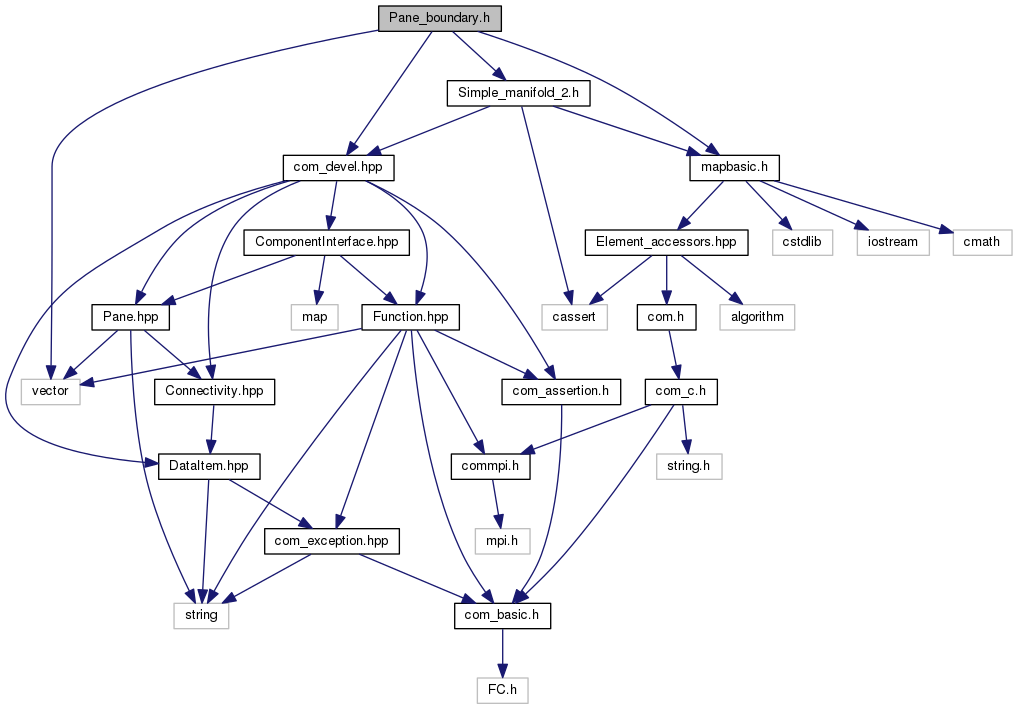 Pane_boundary.h
Simple_manifold_2.h
com_devel.hpp
mapbasic.h
ComponentInterface.hpp
Element_accessors.hpp
cstdlib
iostream
cmath
Pane.hpp
map
Function.hpp
cassert
com.h
algorithm
vector
Connectivity.hpp
com_assertion.h
com_c.h
DataItem.hpp
commpi.h
string.h
com_exception.hpp
mpi.h
string
com_basic.h
FC.h